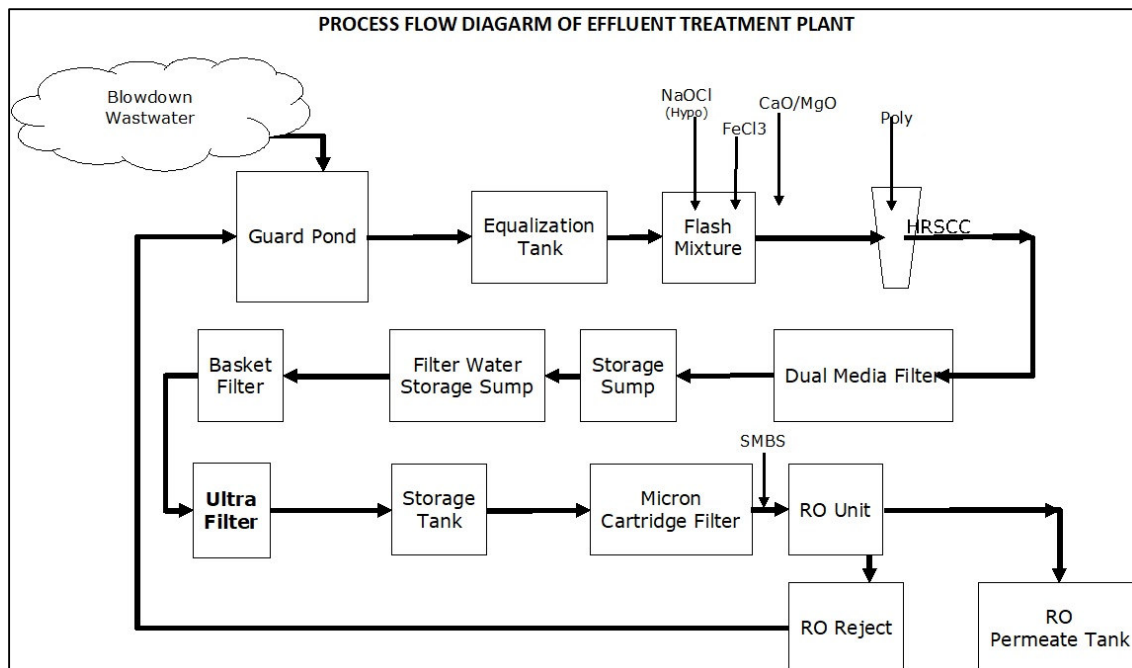 PROCESS FLOW DIAGARM OF EFFLUENT TREATMENT PLANT
Blowdown
Wastwater
NaOCl
(Hypo)
FeCl3
CaO/MgO
Poly
Guard Pond
Equalization
Tank
Flash
Mixture
HRSCC
Basket
Filter
Filter Water
Storage Sump
Storage
Sump
Dual Media Filter
SMBS
Ultra
Filter
Storage
Tank
Micron
Cartridge Filter
RO Unit
RO Reject
RO
Permeate Tank